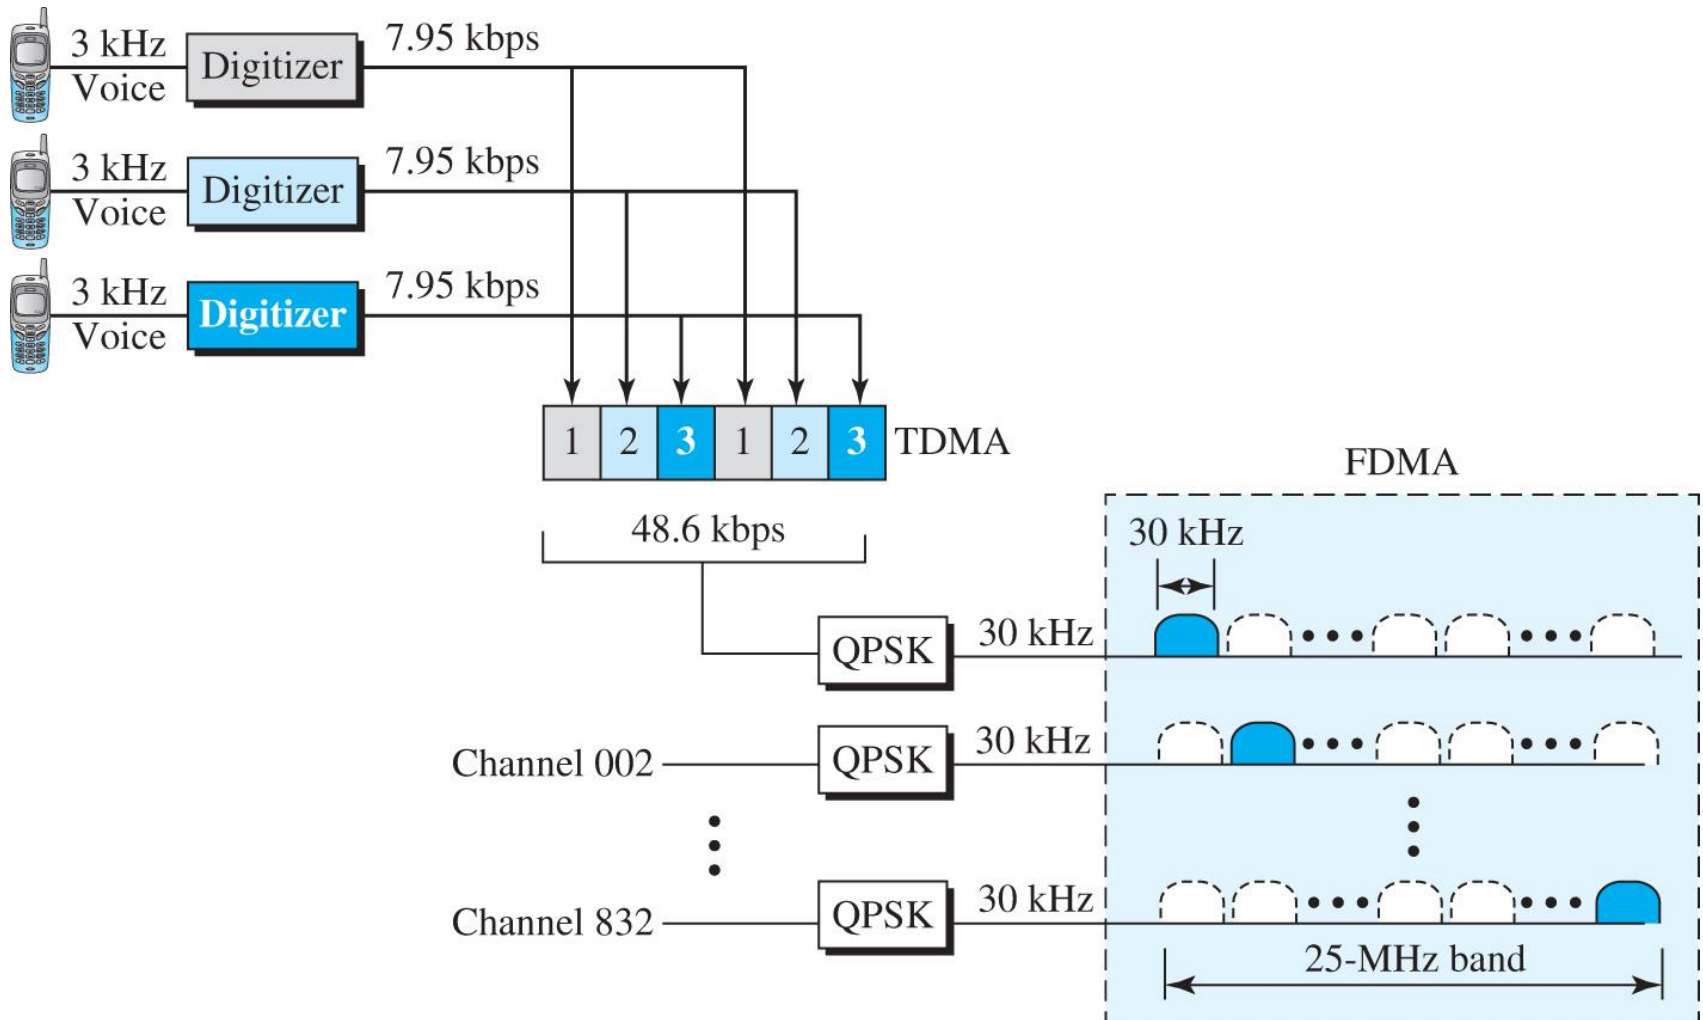 3 kHz
Voice
Digitizer
7.95 kbps
3 kHz
Voice
Digitizer
7.95 kbps
3 kHz
Voice
Digitizer
7.95 kbps
1 2 3 1 2 3 TDMA
48.6 kbps
FDMA
30 kHz
QPSK
30 kHz
Channel 002
QPSK
30 kHz
Channel 832
QPSK
30 kHz
25-MHz band